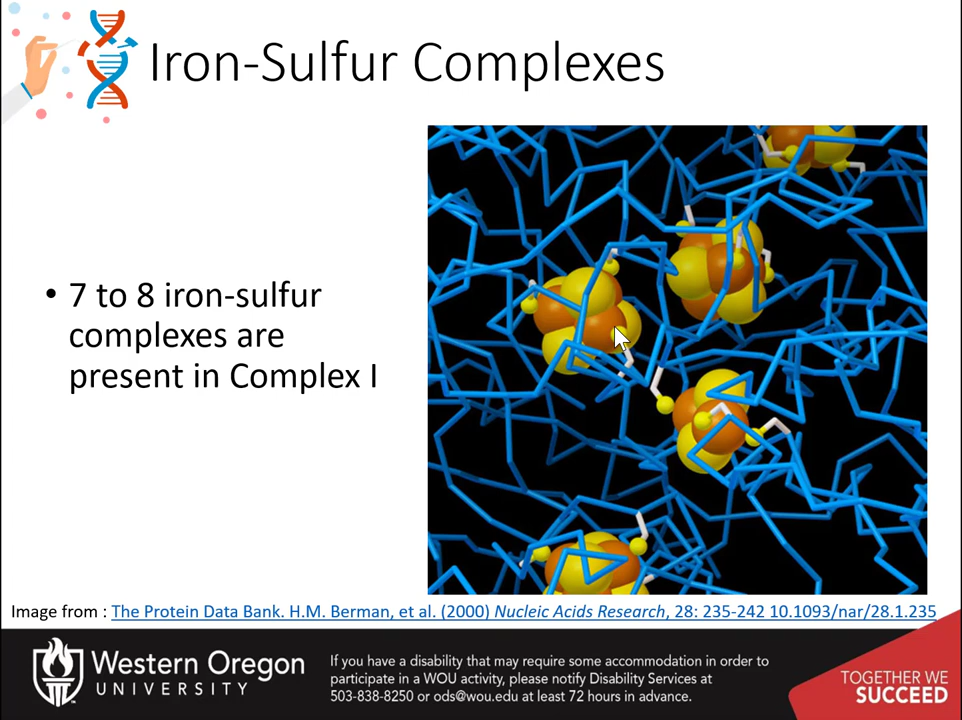 Iron-Sulfur Complexes
• 7 to 8 iron-sulfur
complexes are
present in Complex I
Image from : The Protein Data Bank. H.M. Berman, et al. (2000) Nucleic Acids Research, 28: 235-242 10.1093/nar/28.1.235
Western Oregon
UNIVERSITY
If you have a disability that may require some accommodation in order to
participate in a WOU activity, please notify Disability Services at
503-838-8250 or ods@wou.edu at least 72 hours in advance.
TOGETHER WE
SUCCEED